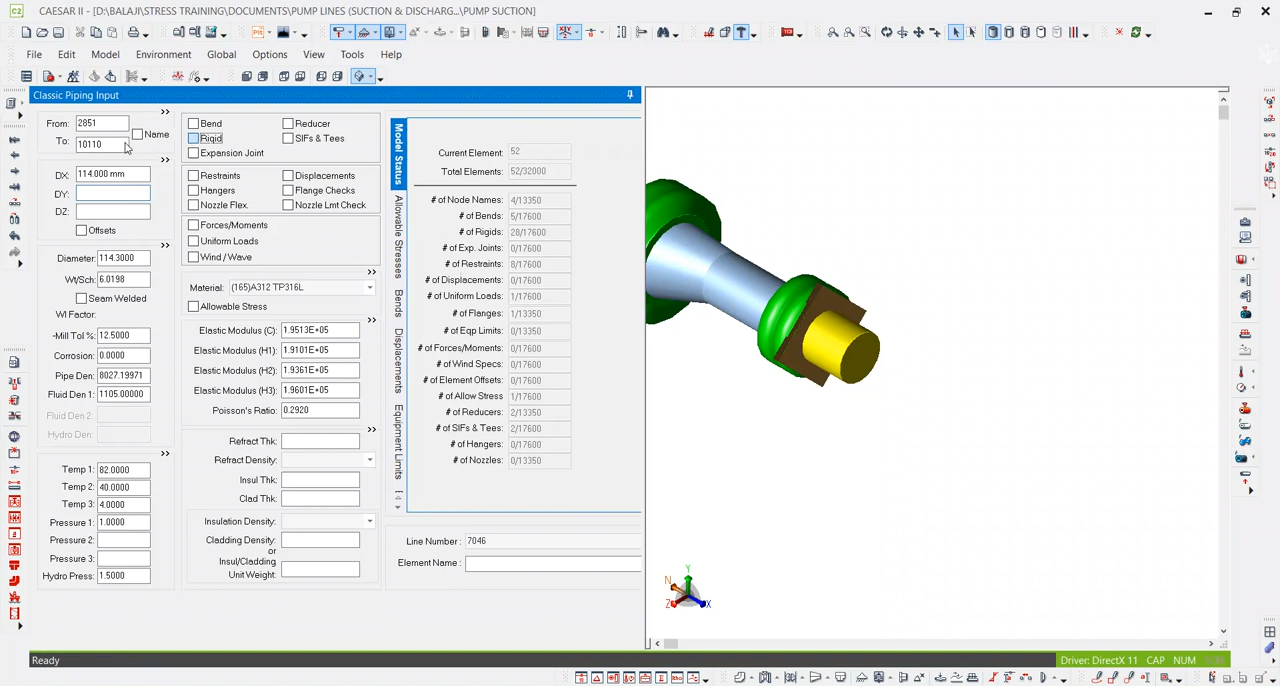 C2 CAESAR II - [D:\BALAJI\STRESS TRAINING\DOCUMENTS\PUMP LINES (SUCTION & DISCHARG...\PUMP SUCTION]
File Edit Model Environment Global Options View Tools Help
Classic Piping Input
From: 2851
Name
To: 10110
DX: 114.000 mm
DY:
DZ:
Offsets
Diameter: 114.3000
Wt/Sch: 6.0198
Seam Welded
Wl Factor:
-Mill Tol %: 12.5000
Corrosion: 0.0000
Pipe Den: 8027.19971
Fluid Den 1: 1105.00000
Fluid Den 2:
Hydro Den:
Temp 1: 82.0000
Temp 2: 40.0000
Temp 3: 4.0000
Pressure 1: 1.0000
Pressure 2:
Pressure 3:
Hydro Press: 1.5000
Bend Reducer
Rigid SIFs & Tees
Expansion Joint
Restraints Displacements
Hangers Flange Checks
Nozzle Flex. Nozzle Lmt Check
Forces/Moments
Uniform Loads
Wind / Wave
Material: (165)A312 TP316L
Allowable Stress
Elastic Modulus (C): 1.9513E+05
Elastic Modulus (H1): 1.9101E+05
Elastic Modulus (H2): 1.9361E+05
Elastic Modulus (H3): 1.9601E+05
Poisson's Ratio: 0.2920
Refract Thk:
Refract Density:
Insul Thk:
Clad Thk:
Insulation Density:
Cladding Density:
or
Insul/Cladding
Unit Weight:
Model Status
Allowable Stresses
Bends
Displacements
Equipment Limits
Current Element: 52
Total Elements: 52/32000
# of Node Names: 4/13350
# of Bends: 5/17600
# of Rigids: 28/17600
# of Exp. Joints: 0/17600
# of Restraints: 8/17600
# of Displacements: 0/17600
# of Uniform Loads: 1/17600
# of Flanges: 1/13350
# of Eqp Limits: 0/13350
# of Forces/Moments: 0/17600
# of Wind Specs: 0/17600
# of Element Offsets: 0/17600
# of Allow Stress 1/17600
# of Reducers: 2/13350
# of SIFs & Tees: 2/17600
# of Hangers: 0/17600
# of Nozzles: 0/13350
Line Number: 7046
Element Name:
Y
N
Z X
Ready Driver: DirectX 11 CAP NUM